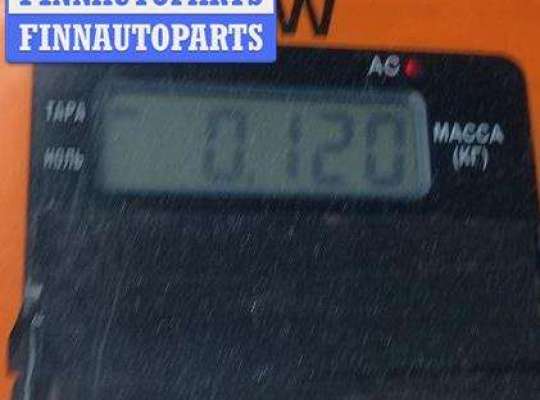 FINNAUTOPARTS
FINNAUTOPARTS
W
AC
ТАРА
НОЛЬ
0.120
МАССА
(КГ)